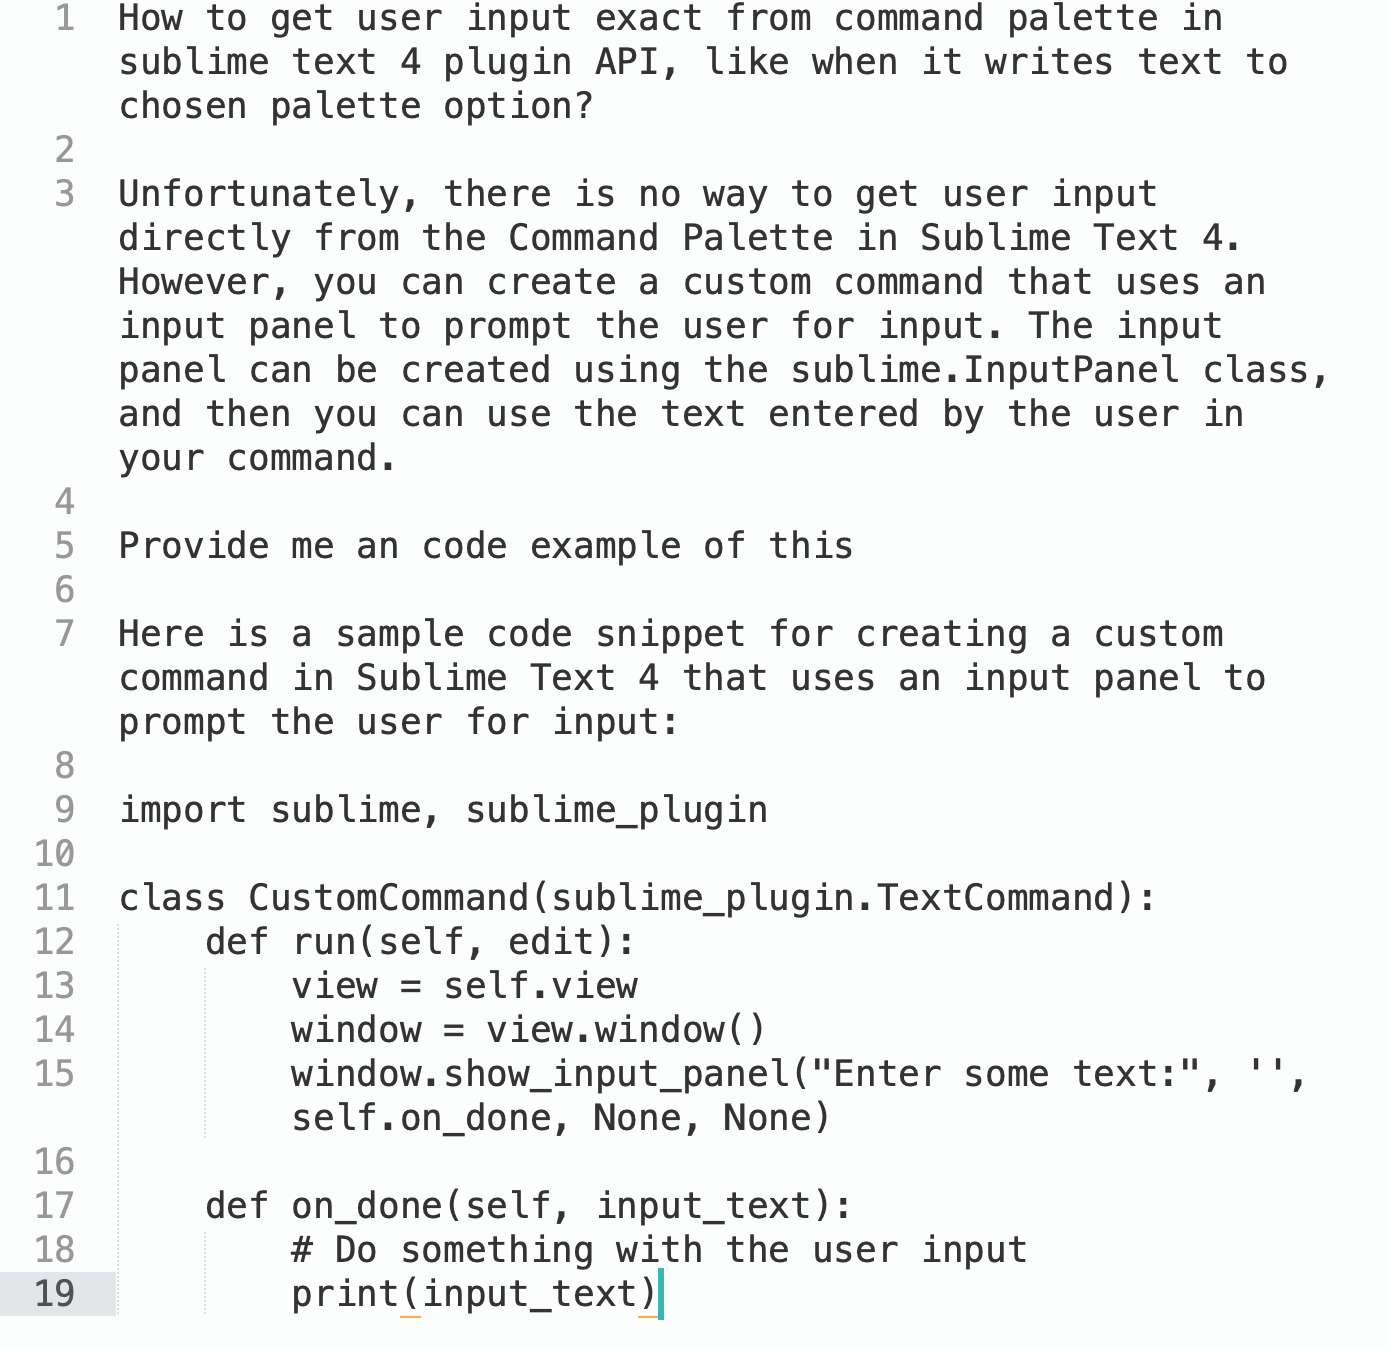 1 How to get user input exact from command palette in
sublime text 4 plugin API, like when it writes text to
chosen palette option?
2
3 Unfortunately, there is no way to get user input
directly from the Command Palette in Sublime Text 4.
However, you can create a custom command that uses an
input panel to prompt the user for input. The input
panel can be created using the sublime.InputPanel class,
and then you can use the text entered by the user in
your command.
4
5 Provide me an code example of this
6
7 Here is a sample code snippet for creating a custom
command in Sublime Text 4 that uses an input panel to
prompt the user for input:
8
9 import sublime, sublime_plugin
10
11 class CustomCommand(sublime_plugin.TextCommand):
12     def run(self, edit):
13         view = self.view
14         window = view.window()
15         window.show_input_panel("Enter some text:", '',
        self.on_done, None, None)
16
17     def on_done(self, input_text):
18         # Do something with the user input
19         print(input_text)